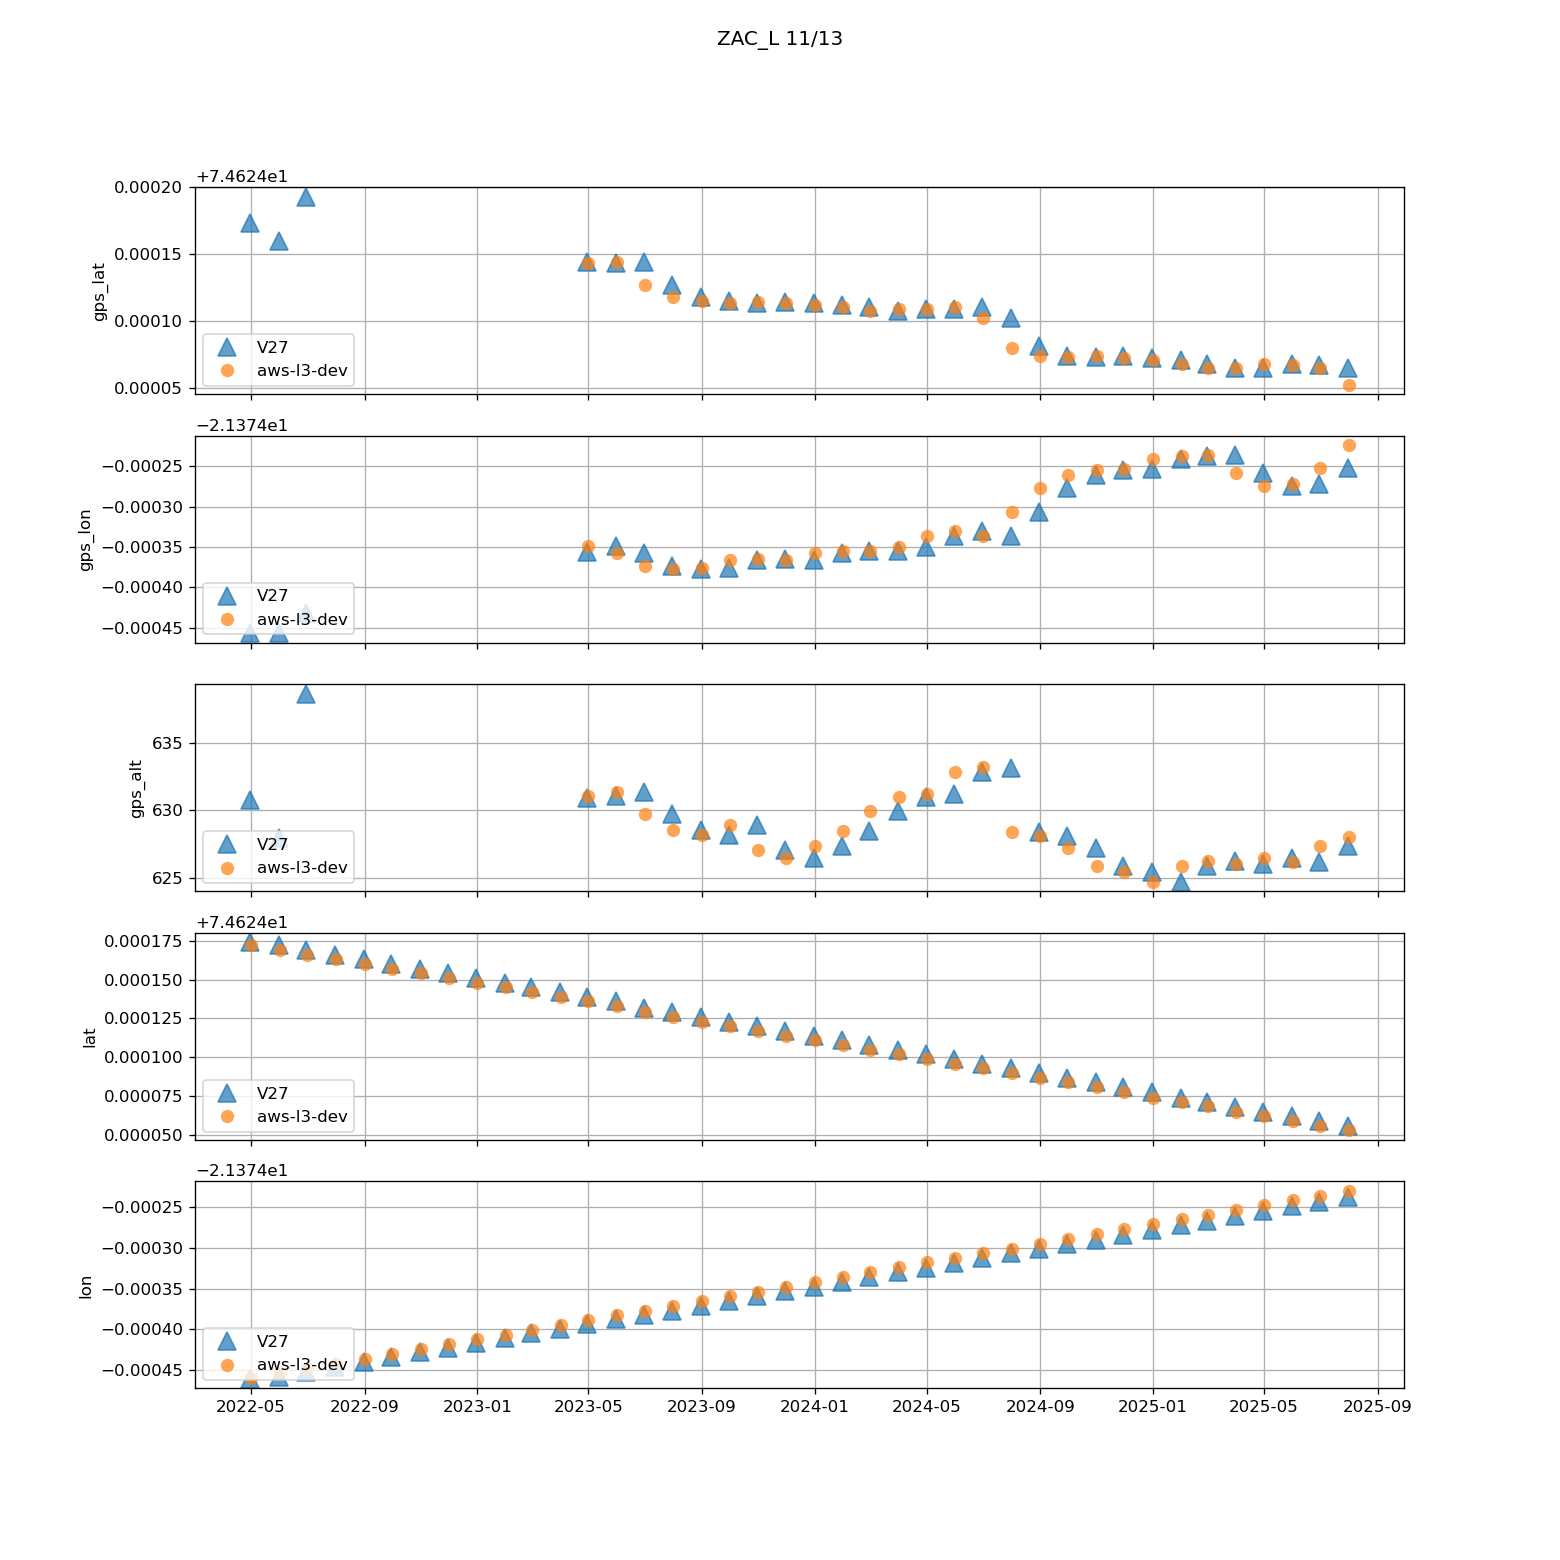 ZAC_L 11/13
+7.4624e1
0.00020
0.00015
0.00010
0.00005
gps_lat
V27
aws-l3-dev
−2.1374e1
−0.00025
−0.00030
−0.00035
−0.00040
−0.00045
gps_lon
V27
aws-l3-dev
635
630
625
gps_alt
V27
aws-l3-dev
+7.4624e1
0.000175
0.000150
0.000125
0.000100
0.000075
0.000050
lat
V27
aws-l3-dev
−2.1374e1
−0.00025
−0.00030
−0.00035
−0.00040
−0.00045
lon
V27
aws-l3-dev
2022-05 2022-09 2023-01 2023-05 2023-09 2024-01 2024-05 2024-09 2025-01 2025-05 2025-09